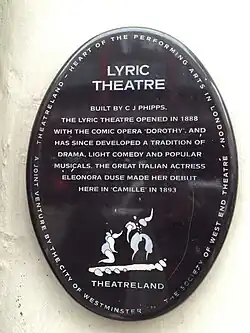 THEATRELAND - HEART OF THE PERFORMING ARTS IN LONDON.
LYRIC
THEATRE
BUILT BY C J PHIPPS.
THE LYRIC THEATRE OPENED IN 1888
WITH THE COMIC OPERA 'DOROTHY', AND
HAS SINCE DEVELOPED A TRADITION OF
DRAMA, LIGHT COMEDY AND POPULAR
MUSICALS. THE GREAT ITALIAN ACTRESS
ELEONORA DUSE MADE HER DEBUT
HERE IN 'CAMILLE' IN 1893
THEATRELAND
A JOINT VENTURE BY THE CITY OF WESTMINSTER THE SOCIETY OF WEST END THEATRE